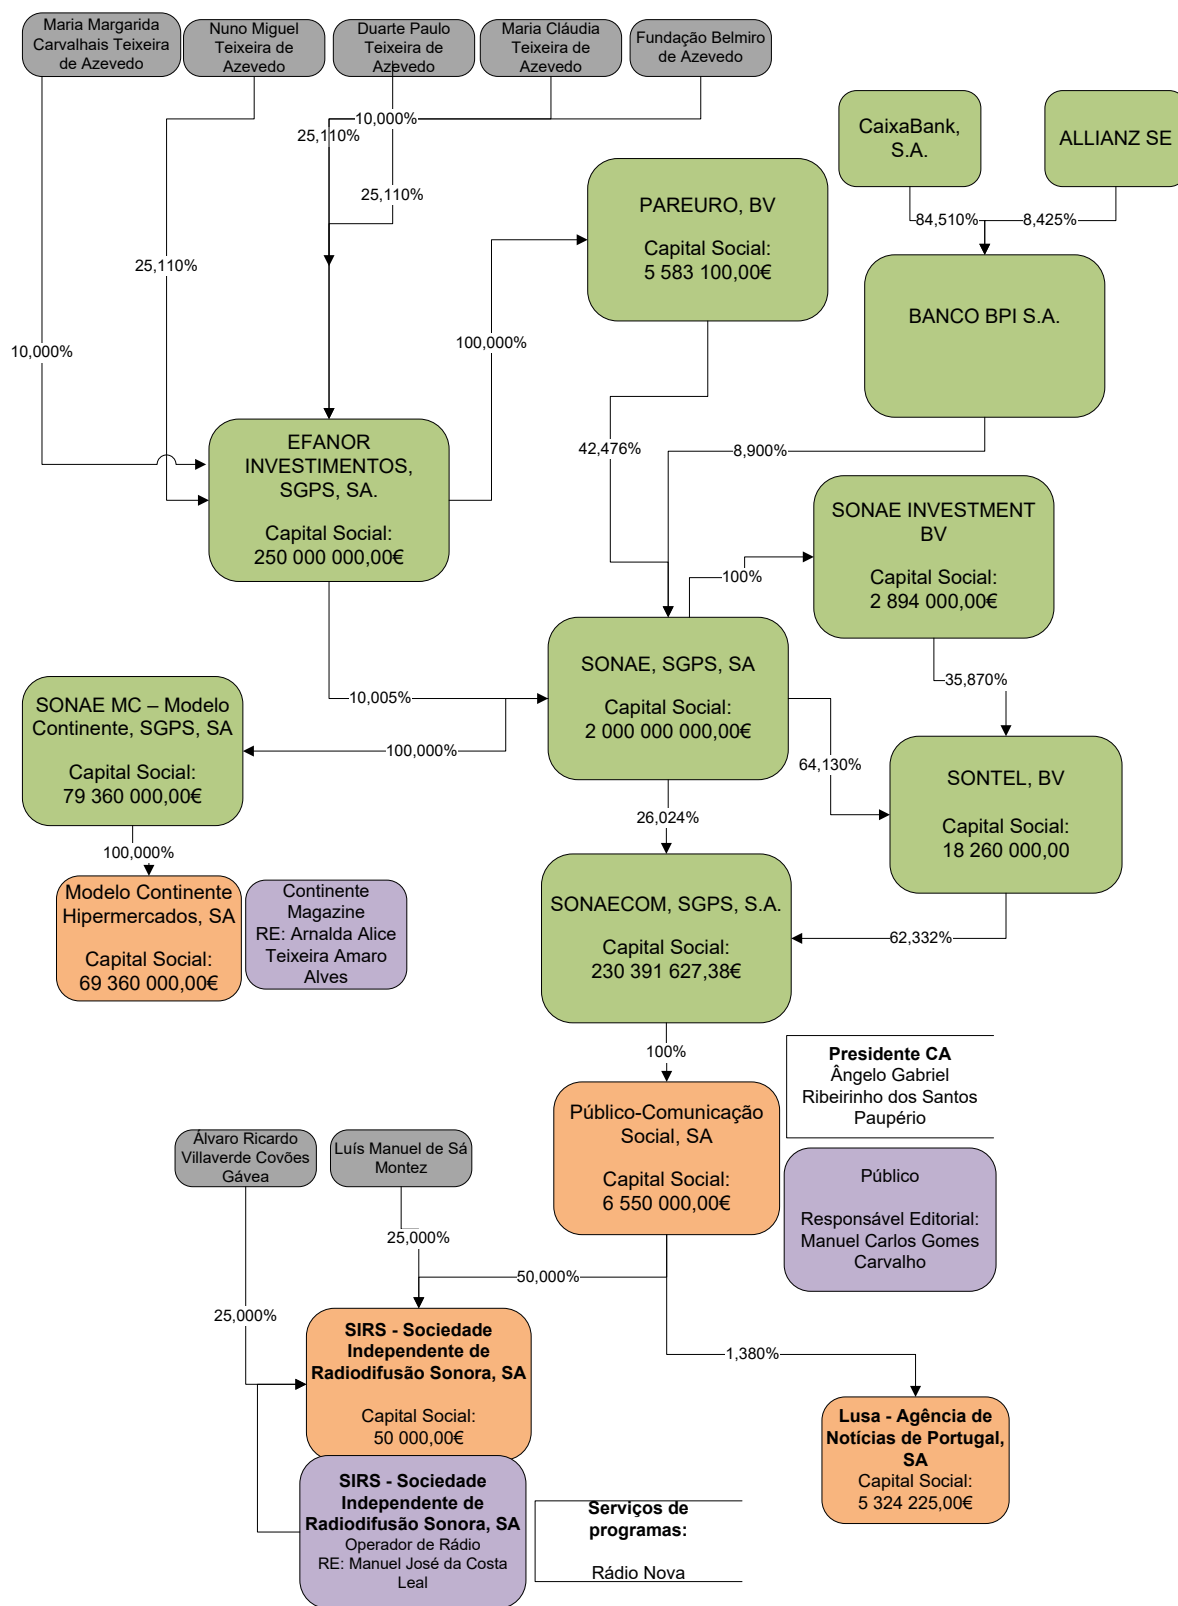 Maria Margarida
Carvalhais Teixeira
de Azevedo
Nuno Miguel
Teixeira de
Azevedo
Duarte Paulo
Teixeira de
Azevedo
Maria Cláudia
Teixeira de
Azevedo
Fundação Belmiro
de Azevedo
CaixaBank,
S.A.
ALLIANZ SE
10,000%
25,110%
25,110%
25,110%
10,000%
84,510%
8,425%
PAREURO, BV
Capital Social:
5 583 100,00€
BANCO BPI S.A.
100,000%
EFANOR
INVESTIMENTOS,
SGPS, SA.
Capital Social:
250 000 000,00€
42,476%
8,900%
SONAE INVESTMENT
BV
Capital Social:
2 894 000,00€
100%
SONAE, SGPS, SA
Capital Social:
2 000 000 000,00€
10,005%
35,870%
SONAE MC – Modelo
Continente, SGPS, SA
Capital Social:
79 360 000,00€
100,000%
64,130%
SONTEL, BV
Capital Social:
18 260 000,00
26,024%
100,000%
Modelo Continente
Hipermercados, SA
Capital Social:
69 360 000,00€
Continente
Magazine
RE: Arnalda Alice
Teixeira Amaro
Alves
SONAECOM, SGPS, S.A.
Capital Social:
230 391 627,38€
62,332%
100%
Presidente CA
Ângelo Gabriel
Ribeirinho dos Santos
Paupério
Público-Comunicação
Social, SA
Capital Social:
6 550 000,00€
Público
Responsável Editorial:
Manuel Carlos Gomes
Carvalho
Álvaro Ricardo
Villaverde Covões
Gávea
Luís Manuel de Sá
Montez
25,000%
50,000%
25,000%
1,380%
SIRS - Sociedade
Independente de
Radiodifusão Sonora, SA
Capital Social:
50 000,00€
Lusa - Agência de
Notícias de Portugal,
SA
Capital Social:
5 324 225,00€
SIRS - Sociedade
Independente de
Radiodifusão Sonora, SA
Operador de Rádio
RE: Manuel José da Costa
Leal
Serviços de
programas:
Rádio Nova